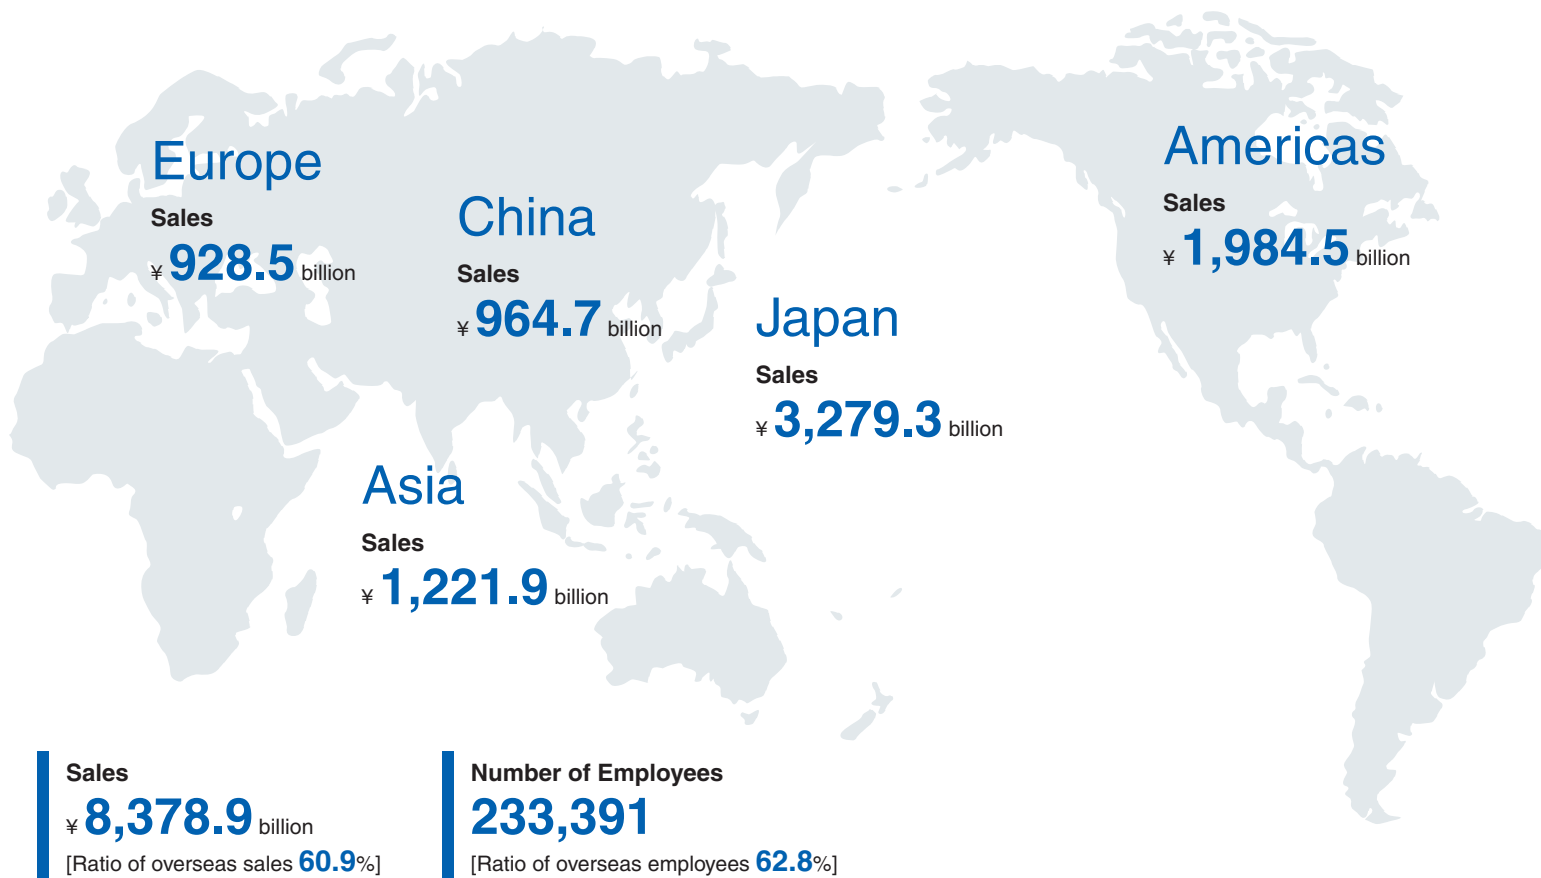 Europe
Sales
¥ 928.5 billion
China
Sales
¥ 964.7 billion
Japan
Sales
¥ 3,279.3 billion
Americas
Sales
¥ 1,984.5 billion
Asia
Sales
¥ 1,221.9 billion
Sales
¥ 8,378.9 billion
[Ratio of overseas sales 60.9%]
Number of Employees
233,391
[Ratio of overseas employees 62.8%]